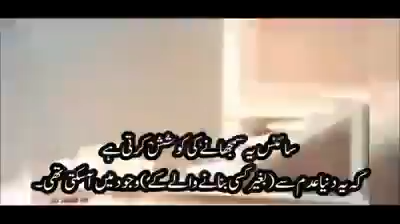 سائنس یہ سمجھانے کی کوشش کرتی ہے
کہ یہ دنیا عدم سے (بغیر کسی بنانے والے کے) وجود میں آسکتی تھی۔